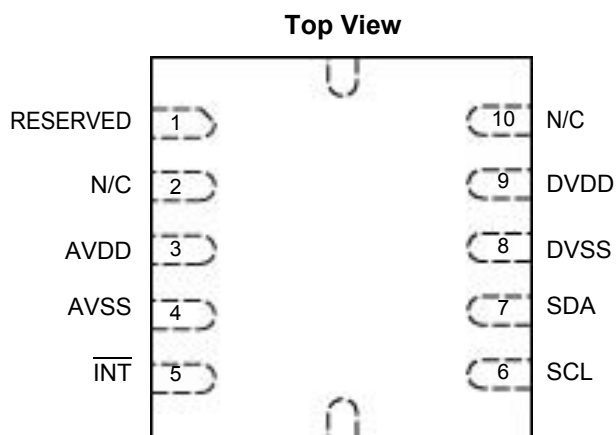 Top View
RESERVED 1 10 N/C
N/C 2 9 DVDD
AVDD 3 8 DVSS
AVSS 4 7 SDA
I̅N̅T̅ 5 6 SCL